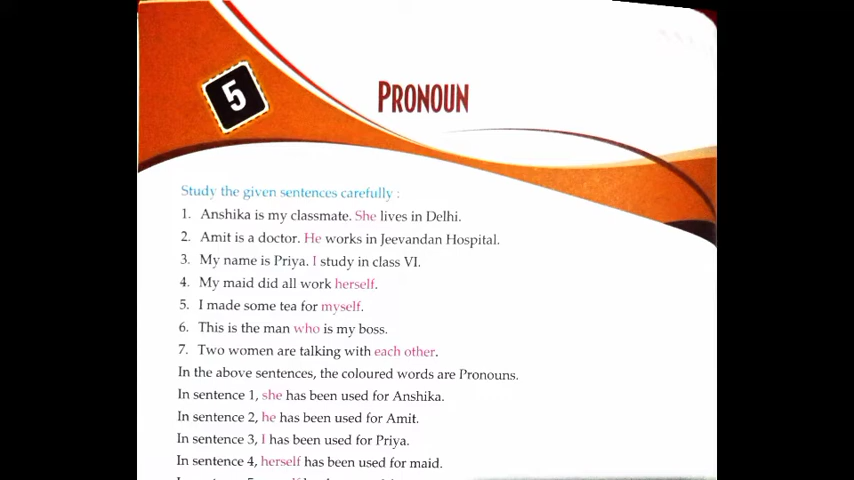 5
PRONOUN
Study the given sentences carefully :
1. Anshika is my classmate. She lives in Delhi.
2. Amit is a doctor. He works in Jeevandan Hospital.
3. My name is Priya. I study in class VI.
4. My maid did all work herself.
5. I made some tea for myself.
6. This is the man who is my boss.
7. Two women are talking with each other.
In the above sentences, the coloured words are Pronouns.
In sentence 1, she has been used for Anshika.
In sentence 2, he has been used for Amit.
In sentence 3, I has been used for Priya.
In sentence 4, herself has been used for maid.